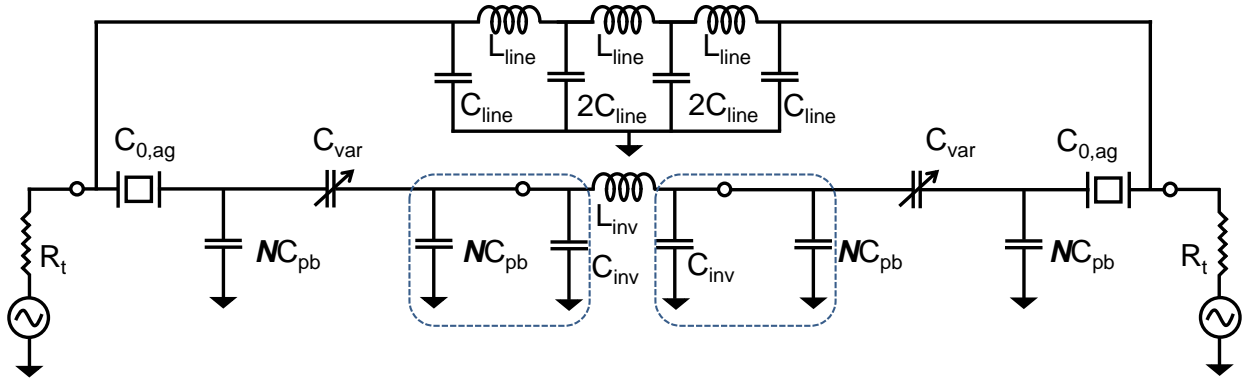 L_line L_line L_line
C_line 2C_line 2C_line C_line
C_0,ag C_var C_var C_0,ag
L_inv
R_t NC_pb NC_pb C_inv C_inv NC_pb NC_pb R_t